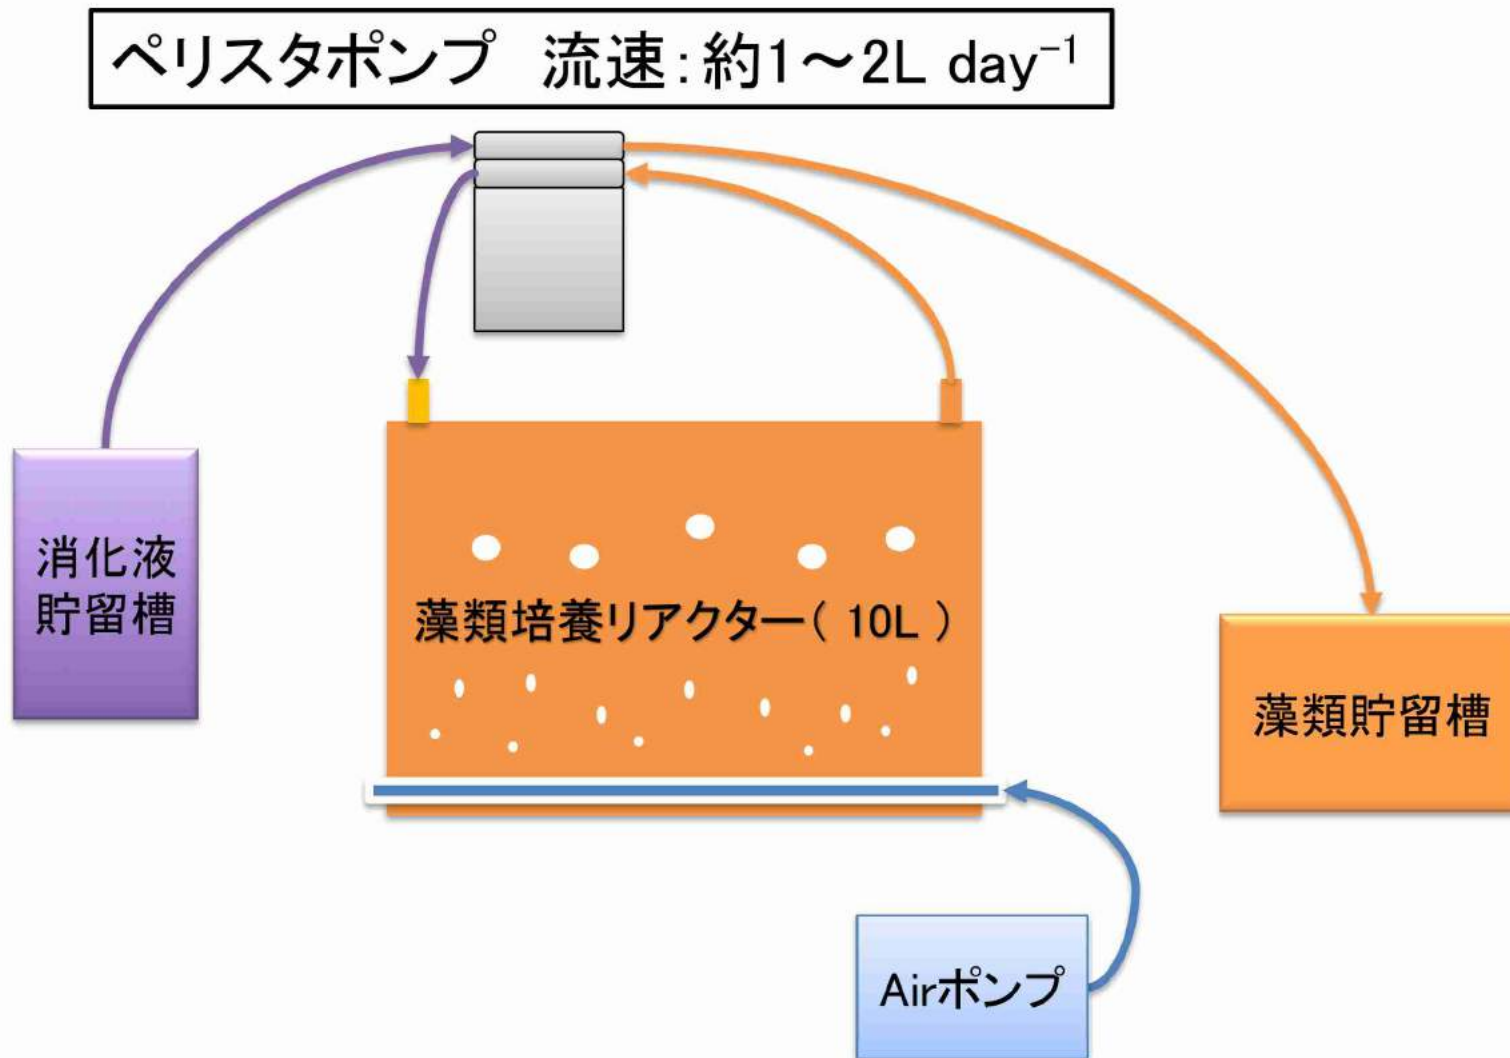 ペリスタポンプ 流速：約1～2L day⁻¹
消化液
貯留槽
藻類培養リアクター（ 10L ）
藻類貯留槽
Airポンプ